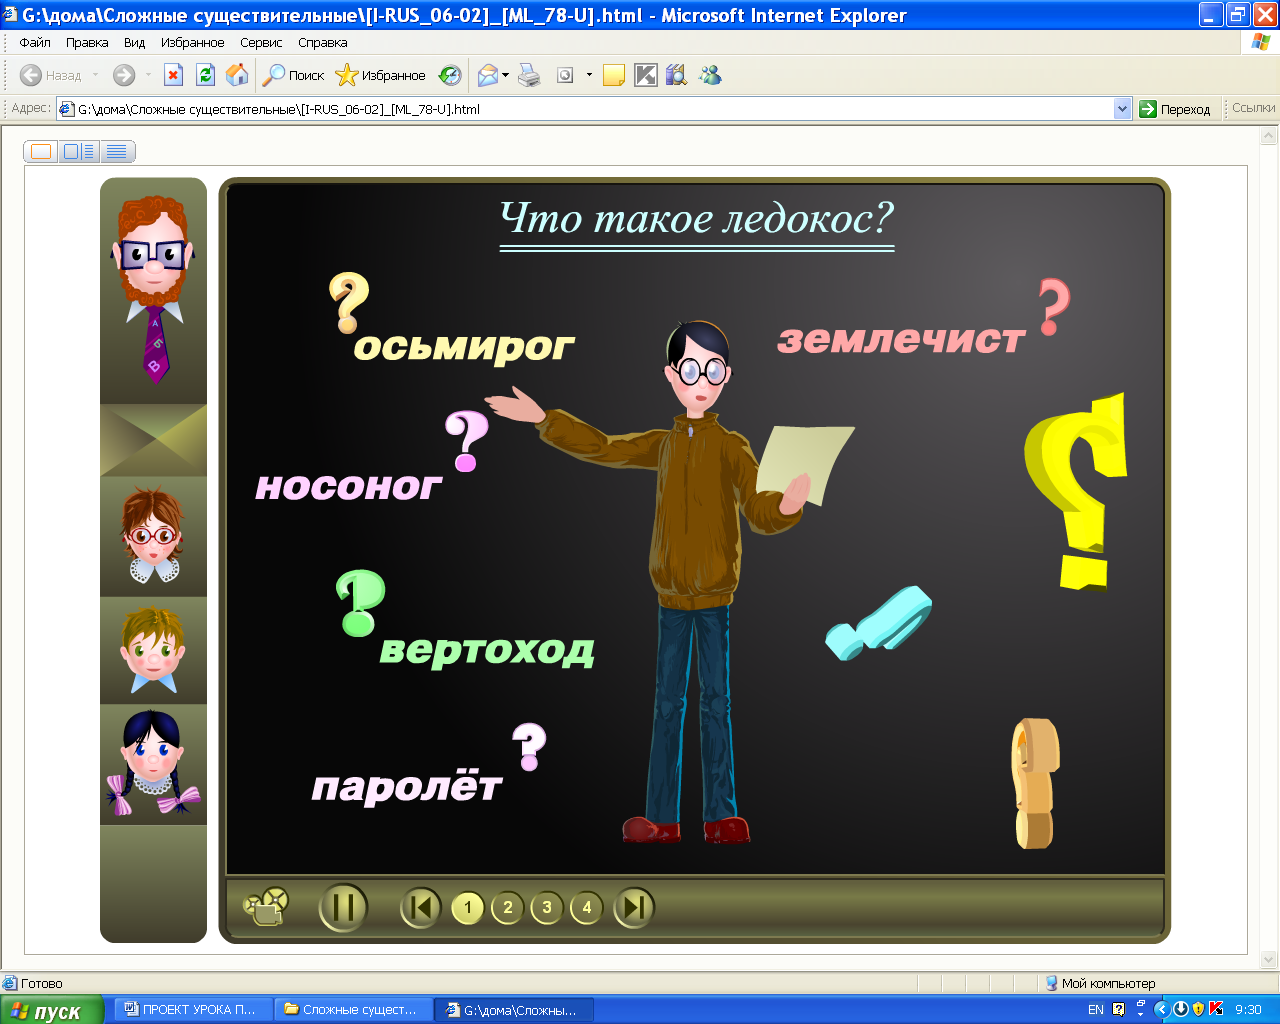 G:\дома\Сложные существительные\[I-RUS_06-02]_[ML_78-U].html - Microsoft Internet Explorer
Файл Правка Вид Избранное Сервис Справка
Назад Поиск Избранное
Адрес: G:\дома\Сложные существительные\[I-RUS_06-02]_[ML_78-U].html Переход Ссылки
Что такое ледокос?
? осьмирог
землечист ?
? носоног
? вертоход
? паролёт
А Б В
1 2 3 4
Готово Мой компьютер
пуск ПРОЕКТ УРОКА П... Сложные сущест... G:\дома\Сложны... EN 9:30